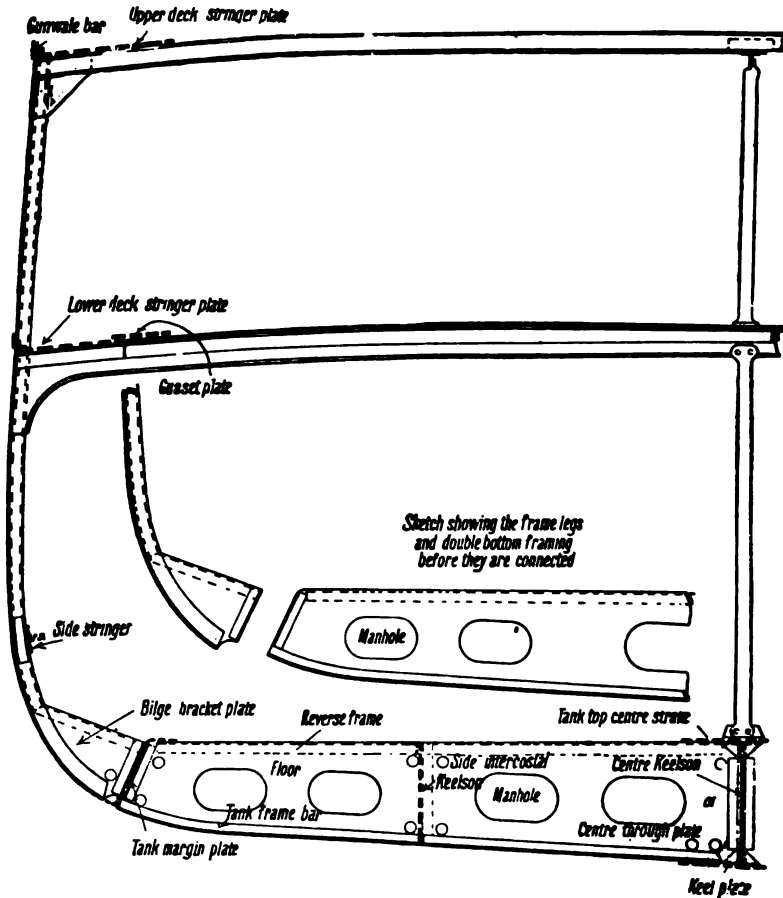 Gunwale bar
Upper deck stringer plate
Lower deck stringer plate
Gusset plate
Sketch showing the frame legs
and double bottom framing
before they are connected
Manhole
Side stringer
Bilge bracket plate
Reverse frame
Tank top centre strake
Floor
Side intercostal
Keelson
Manhole
Centre Keelson
or
Centre through plate
Tank frame bar
Tank margin plate
Keel plate